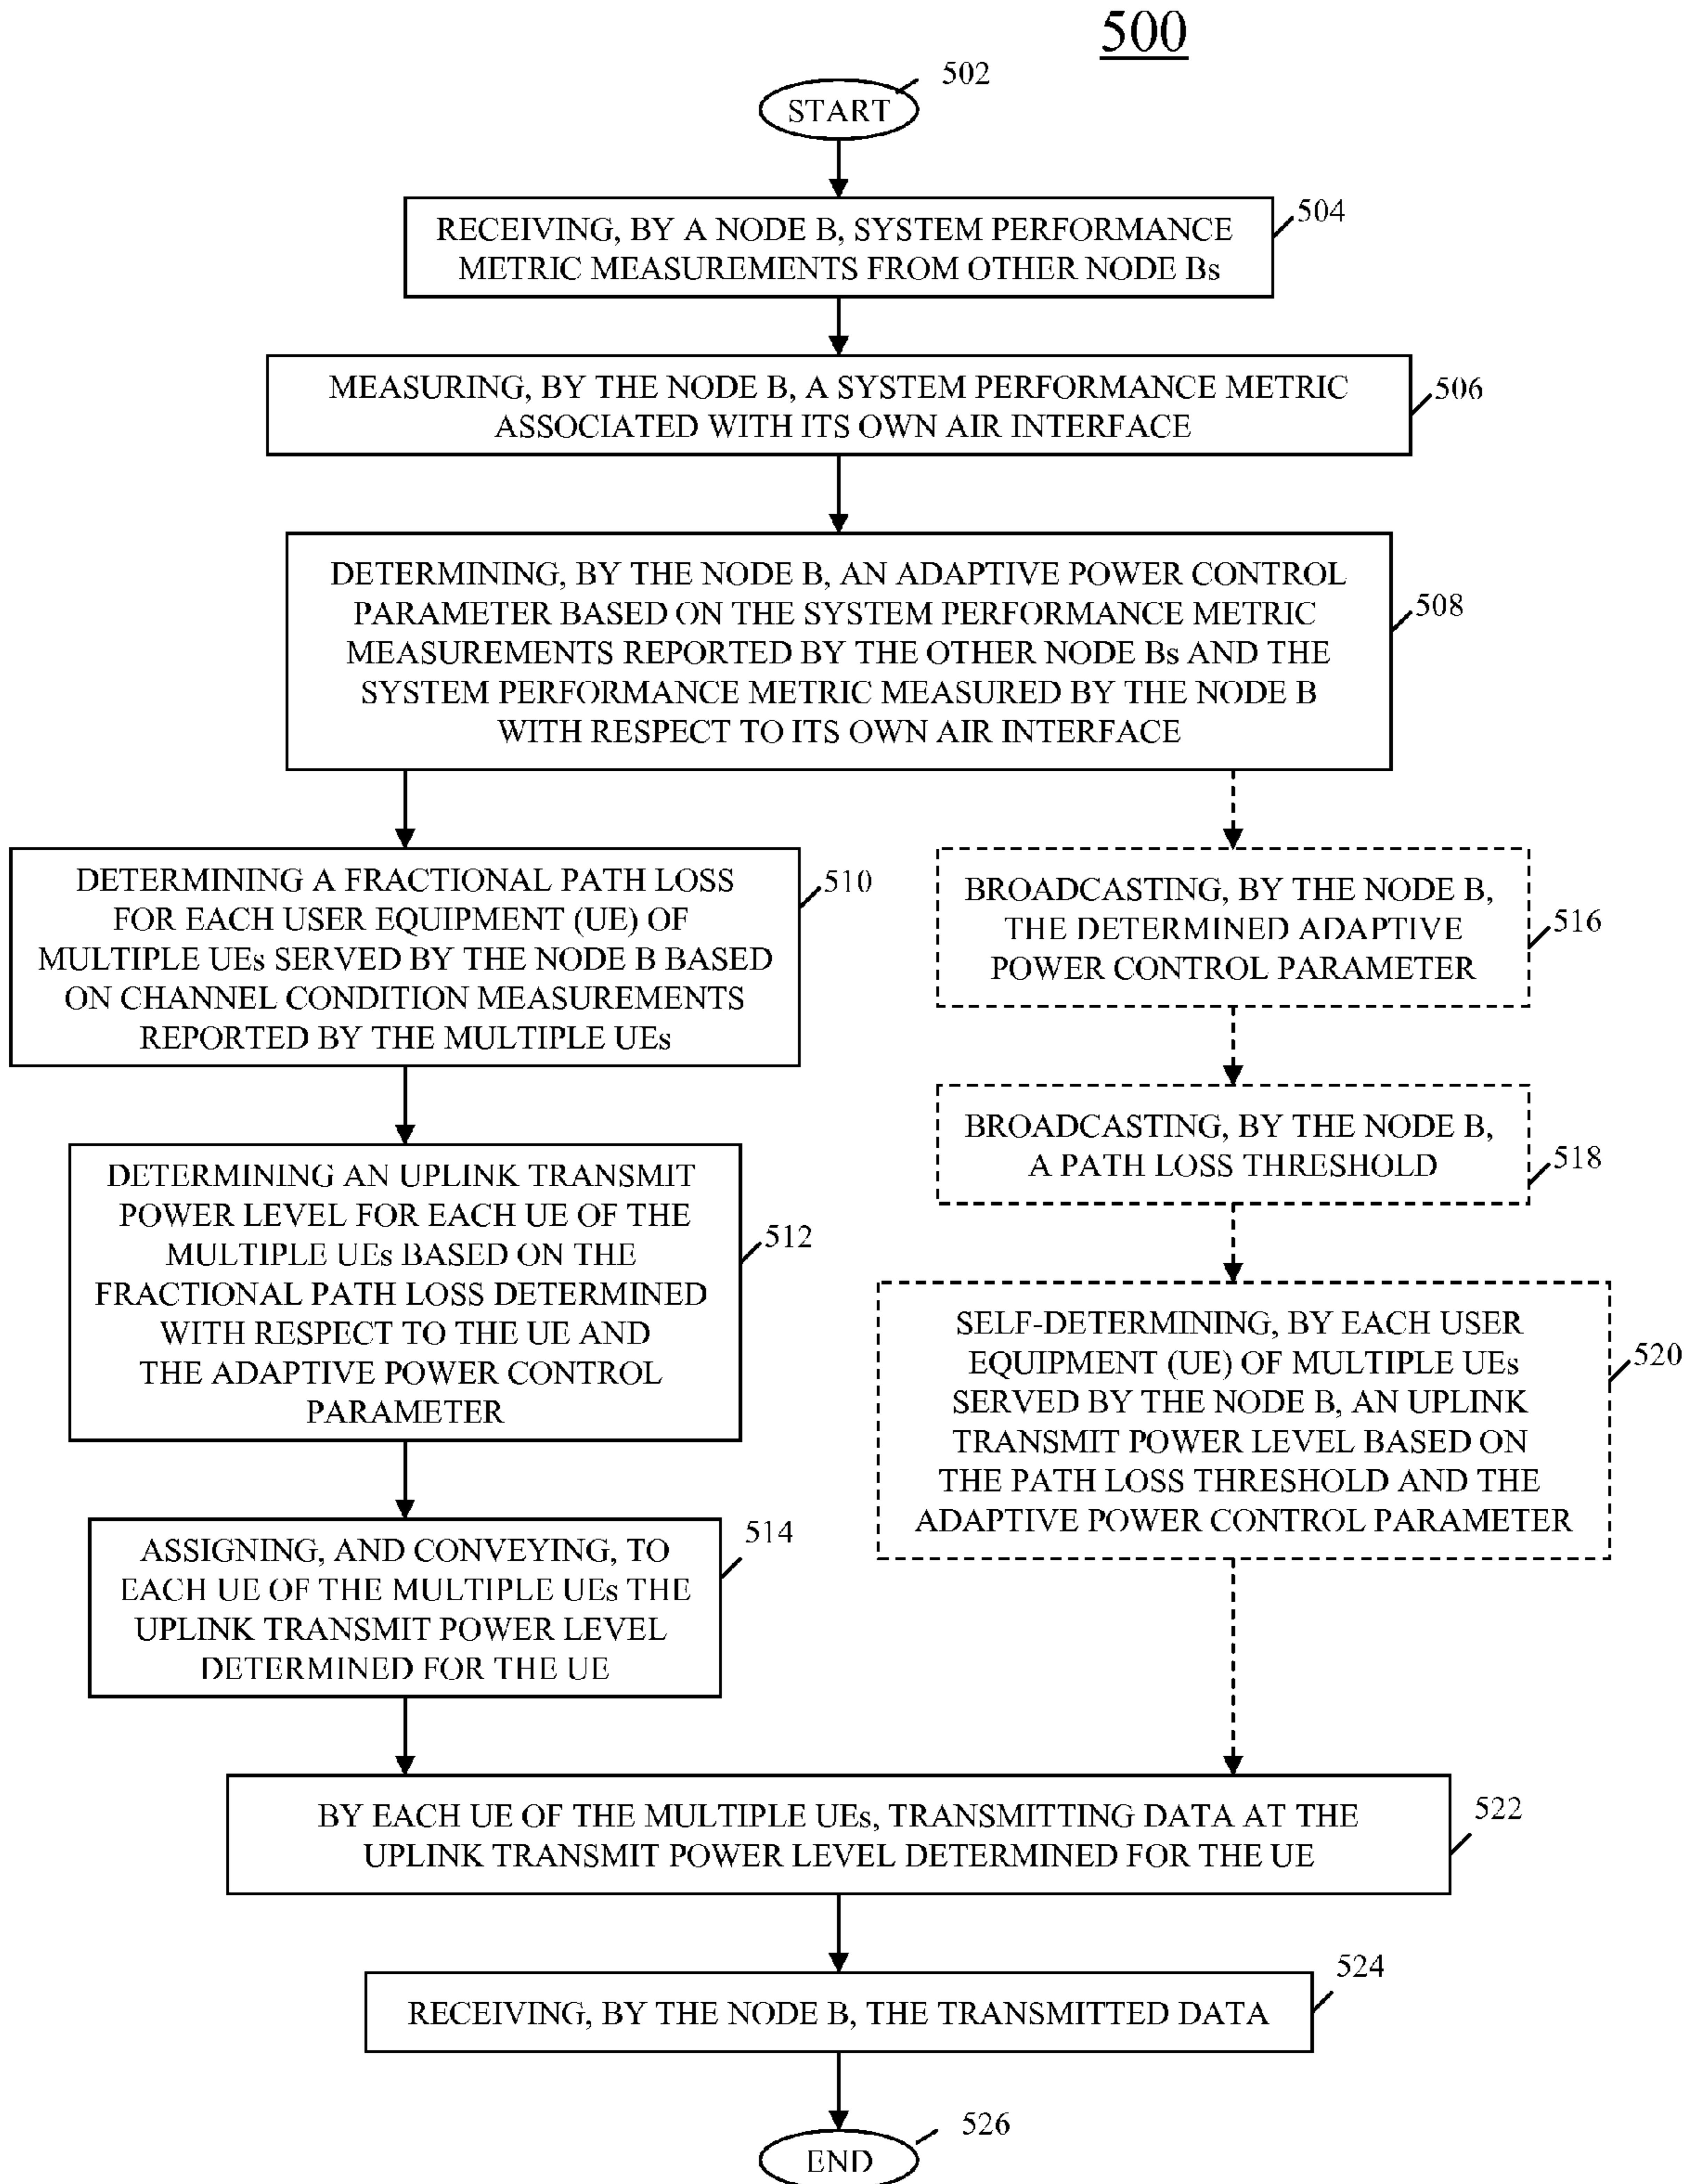 500
502
START
504
RECEIVING, BY A NODE B, SYSTEM PERFORMANCE
METRIC MEASUREMENTS FROM OTHER NODE Bs
506
MEASURING, BY THE NODE B, A SYSTEM PERFORMANCE METRIC
ASSOCIATED WITH ITS OWN AIR INTERFACE
508
DETERMINING, BY THE NODE B, AN ADAPTIVE POWER CONTROL
PARAMETER BASED ON THE SYSTEM PERFORMANCE METRIC
MEASUREMENTS REPORTED BY THE OTHER NODE Bs AND THE
SYSTEM PERFORMANCE METRIC MEASURED BY THE NODE B
WITH RESPECT TO ITS OWN AIR INTERFACE
510
DETERMINING A FRACTIONAL PATH LOSS
FOR EACH USER EQUIPMENT (UE) OF
MULTIPLE UEs SERVED BY THE NODE B BASED
ON CHANNEL CONDITION MEASUREMENTS
REPORTED BY THE MULTIPLE UEs
512
DETERMINING AN UPLINK TRANSMIT
POWER LEVEL FOR EACH UE OF THE
MULTIPLE UEs BASED ON THE
FRACTIONAL PATH LOSS DETERMINED
WITH RESPECT TO THE UE AND
THE ADAPTIVE POWER CONTROL
PARAMETER
514
ASSIGNING, AND CONVEYING, TO
EACH UE OF THE MULTIPLE UEs THE
UPLINK TRANSMIT POWER LEVEL
DETERMINED FOR THE UE
516
BROADCASTING, BY THE NODE B,
THE DETERMINED ADAPTIVE
POWER CONTROL PARAMETER
518
BROADCASTING, BY THE NODE B,
A PATH LOSS THRESHOLD
520
SELF-DETERMINING, BY EACH USER
EQUIPMENT (UE) OF MULTIPLE UEs
SERVED BY THE NODE B, AN UPLINK
TRANSMIT POWER LEVEL BASED ON
THE PATH LOSS THRESHOLD AND THE
ADAPTIVE POWER CONTROL PARAMETER
522
BY EACH UE OF THE MULTIPLE UEs, TRANSMITTING DATA AT THE
UPLINK TRANSMIT POWER LEVEL DETERMINED FOR THE UE
524
RECEIVING, BY THE NODE B, THE TRANSMITTED DATA
526
END